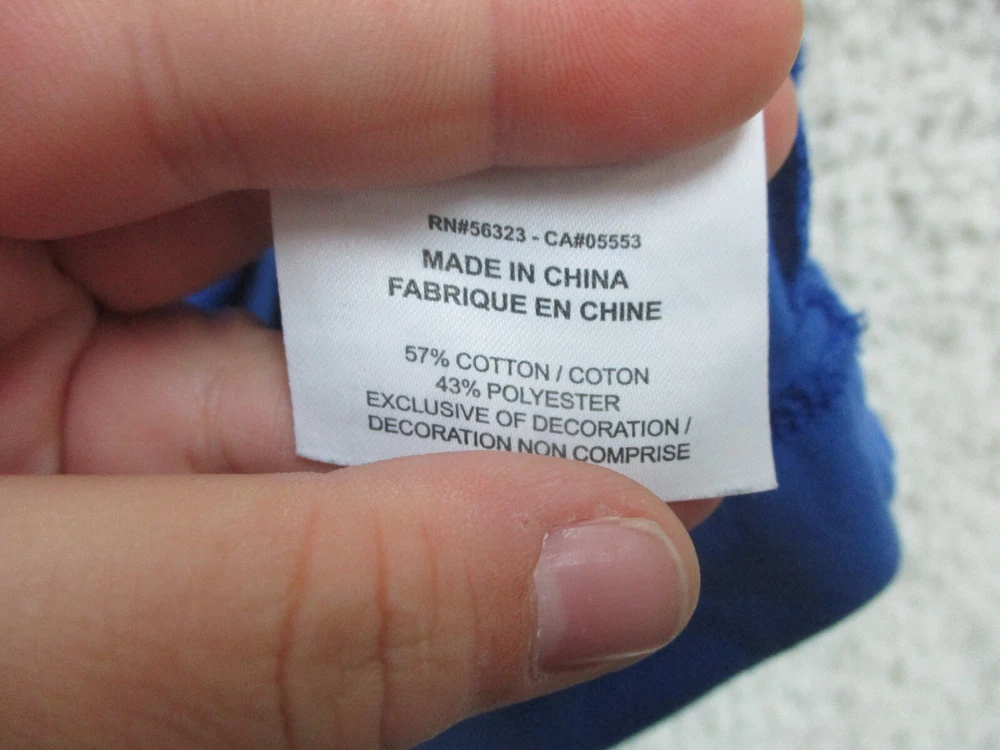 RN#56323 - CA#05553
MADE IN CHINA
FABRIQUE EN CHINE
57% COTTON / COTON
43% POLYESTER
EXCLUSIVE OF DECORATION /
DECORATION NON COMPRISE